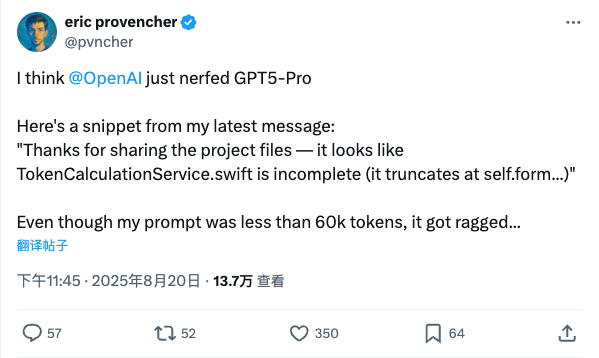 eric provencher
@pvncher
I think @OpenAI just nerfed GPT5-Pro
Here's a snippet from my latest message:
"Thanks for sharing the project files — it looks like
TokenCalculationService.swift is incomplete (it truncates at self.form…)"
Even though my prompt was less than 60k tokens, it got ragged...
翻译帖子
下午11:45 · 2025年8月20日 · 13.7万 查看
57 52 350 64